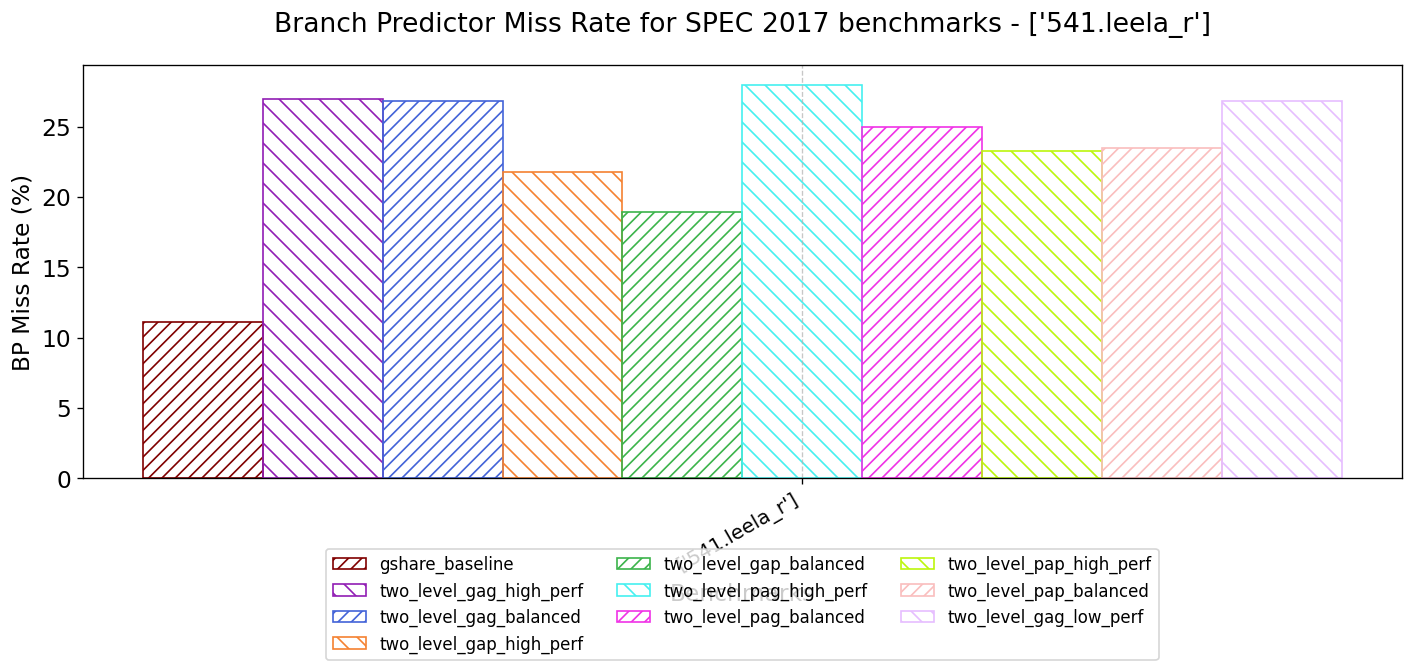 Branch Predictor Miss Rate for SPEC 2017 benchmarks - ['541.leela_r']
BP Miss Rate (%)
25
20
15
10
5
0
['541.leela_r']
Benchmarks
gshare_baseline
two_level_gag_high_perf
two_level_gag_balanced
two_level_gap_high_perf
two_level_gap_balanced
two_level_pag_high_perf
two_level_pag_balanced
two_level_pap_high_perf
two_level_pap_balanced
two_level_gag_low_perf